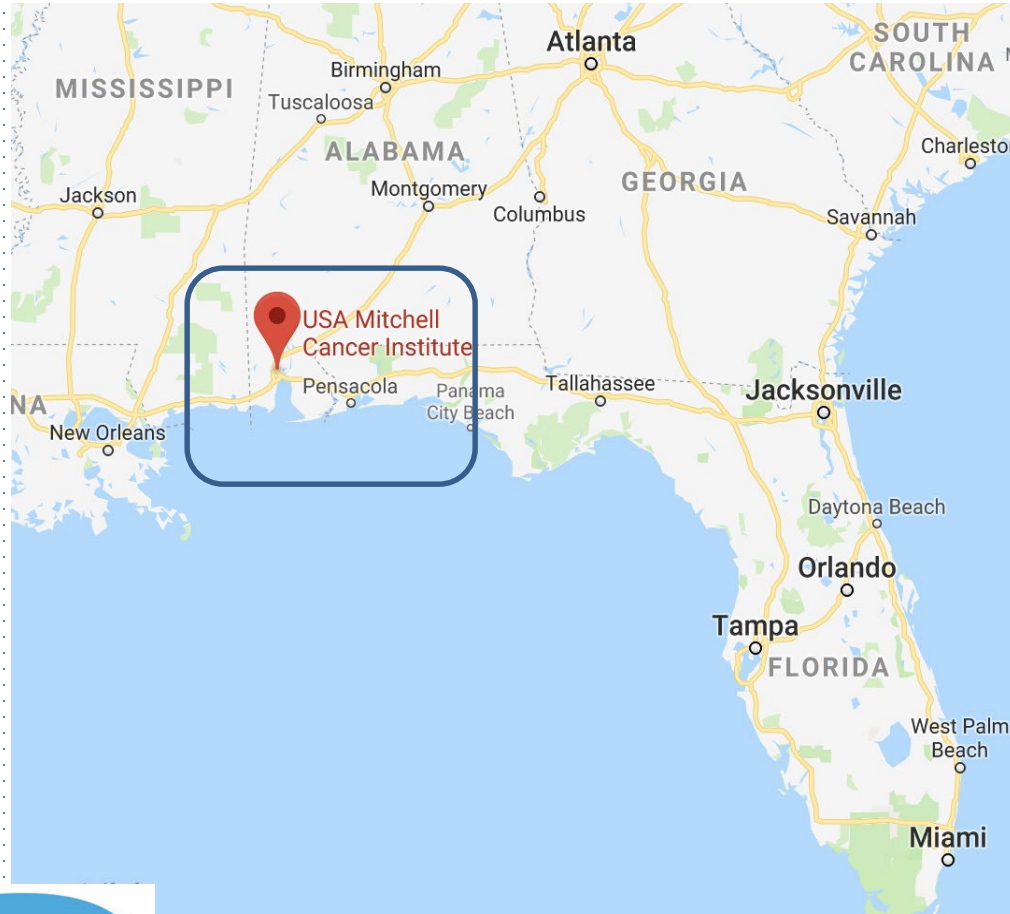 Atlanta
SOUTH
CAROLINA
Birmingham
MISSISSIPPI
Tuscaloosa
ALABAMA
Charlesto
Jackson
Montgomery
GEORGIA
Columbus
Savannah
USA Mitchell
Cancer Institute
Pensacola
Panama
City Beach
Tallahassee
Jacksonville
NA
New Orleans
Daytona Beach
Orlando
Tampa
FLORIDA
West Palm
Beach
Miami